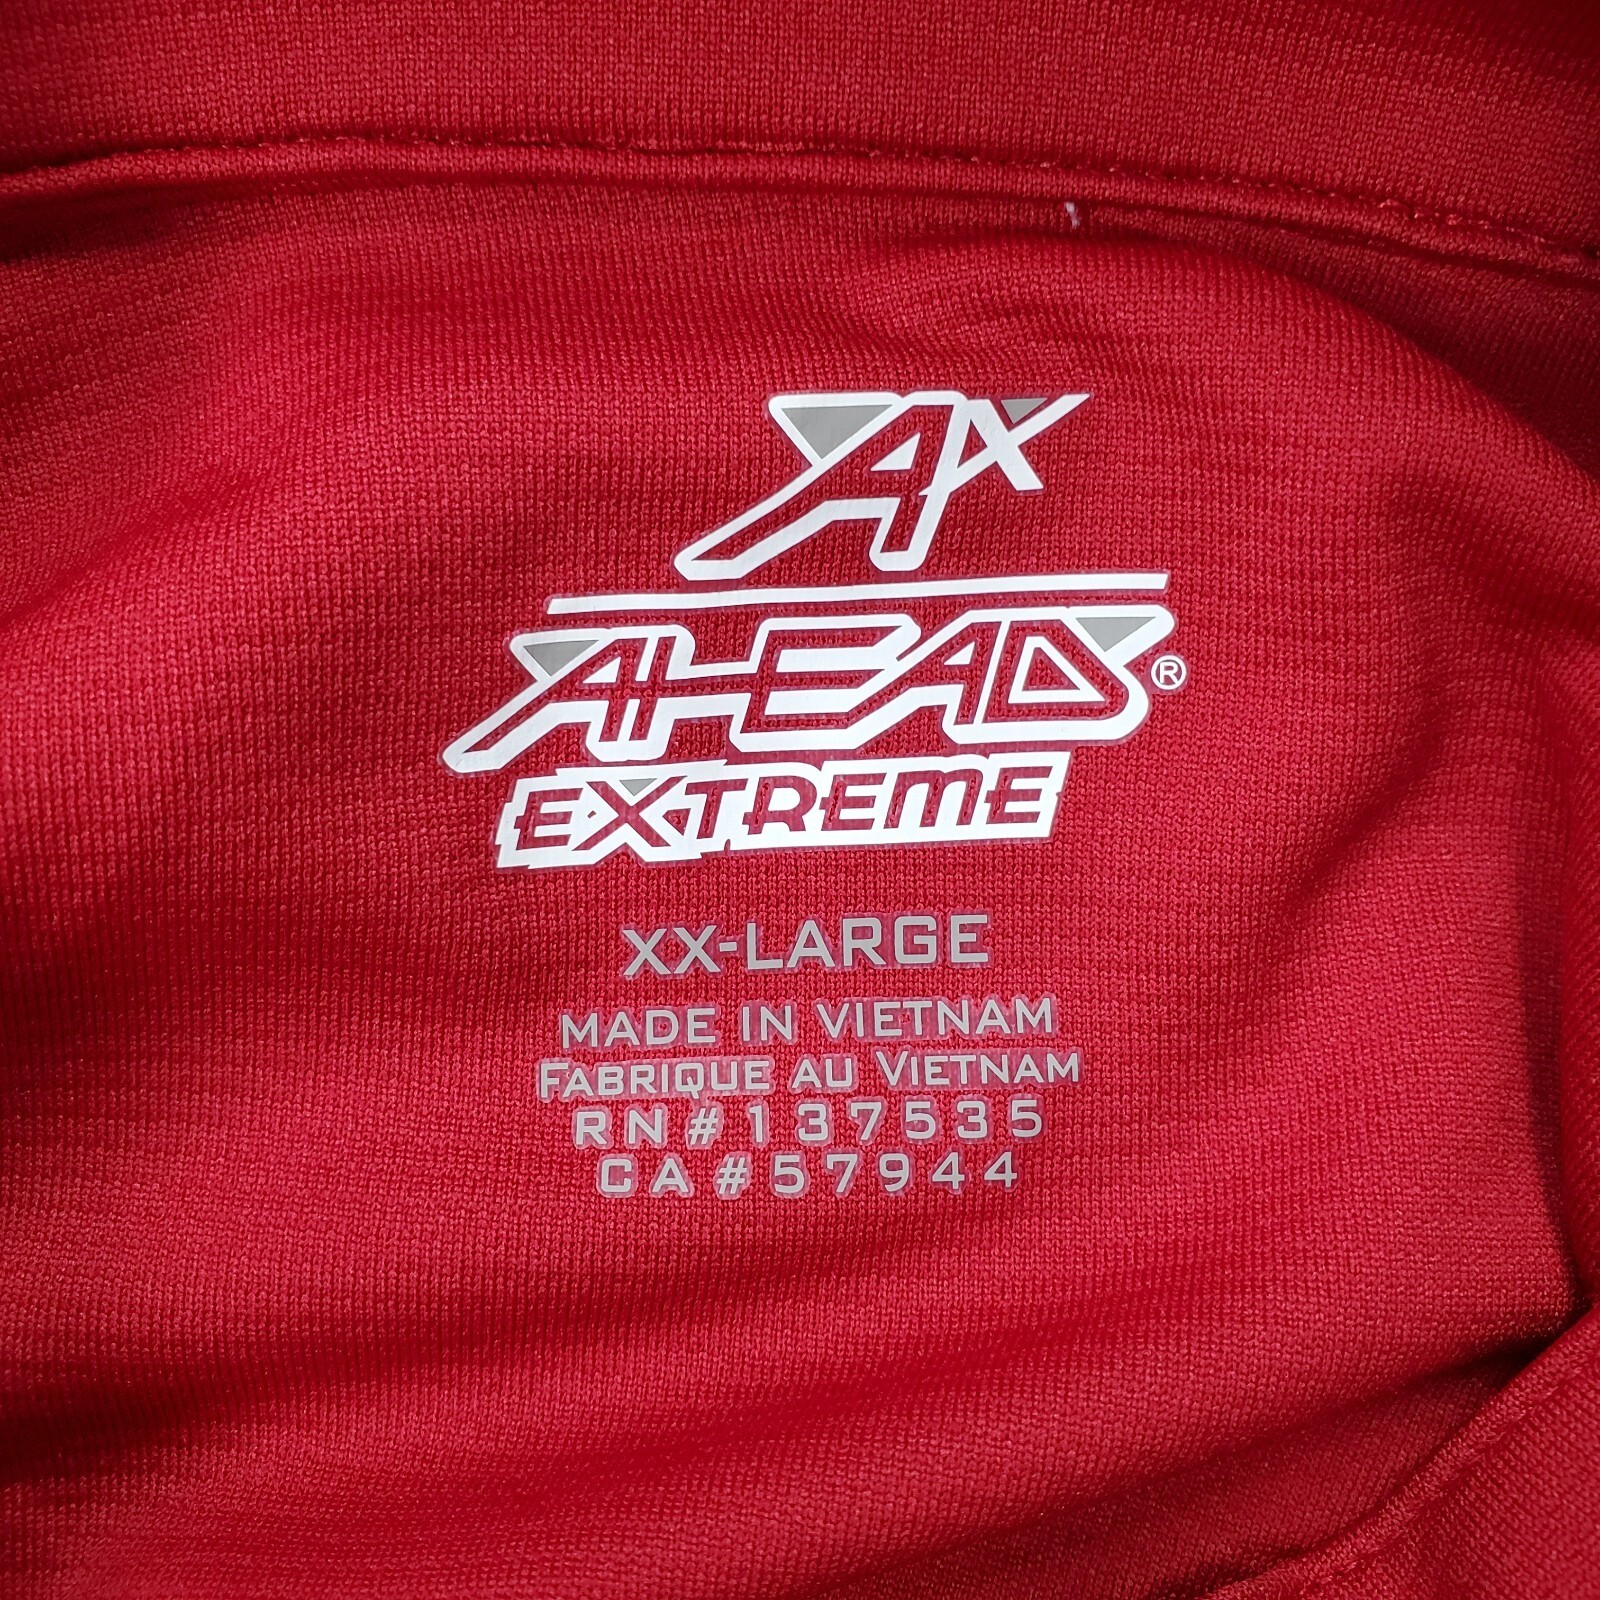 AX
AHEAD®
EXTREME
XX-LARGE
MADE IN VIETNAM
FABRIQUE AU VIETNAM
RN#137535
CA#57944